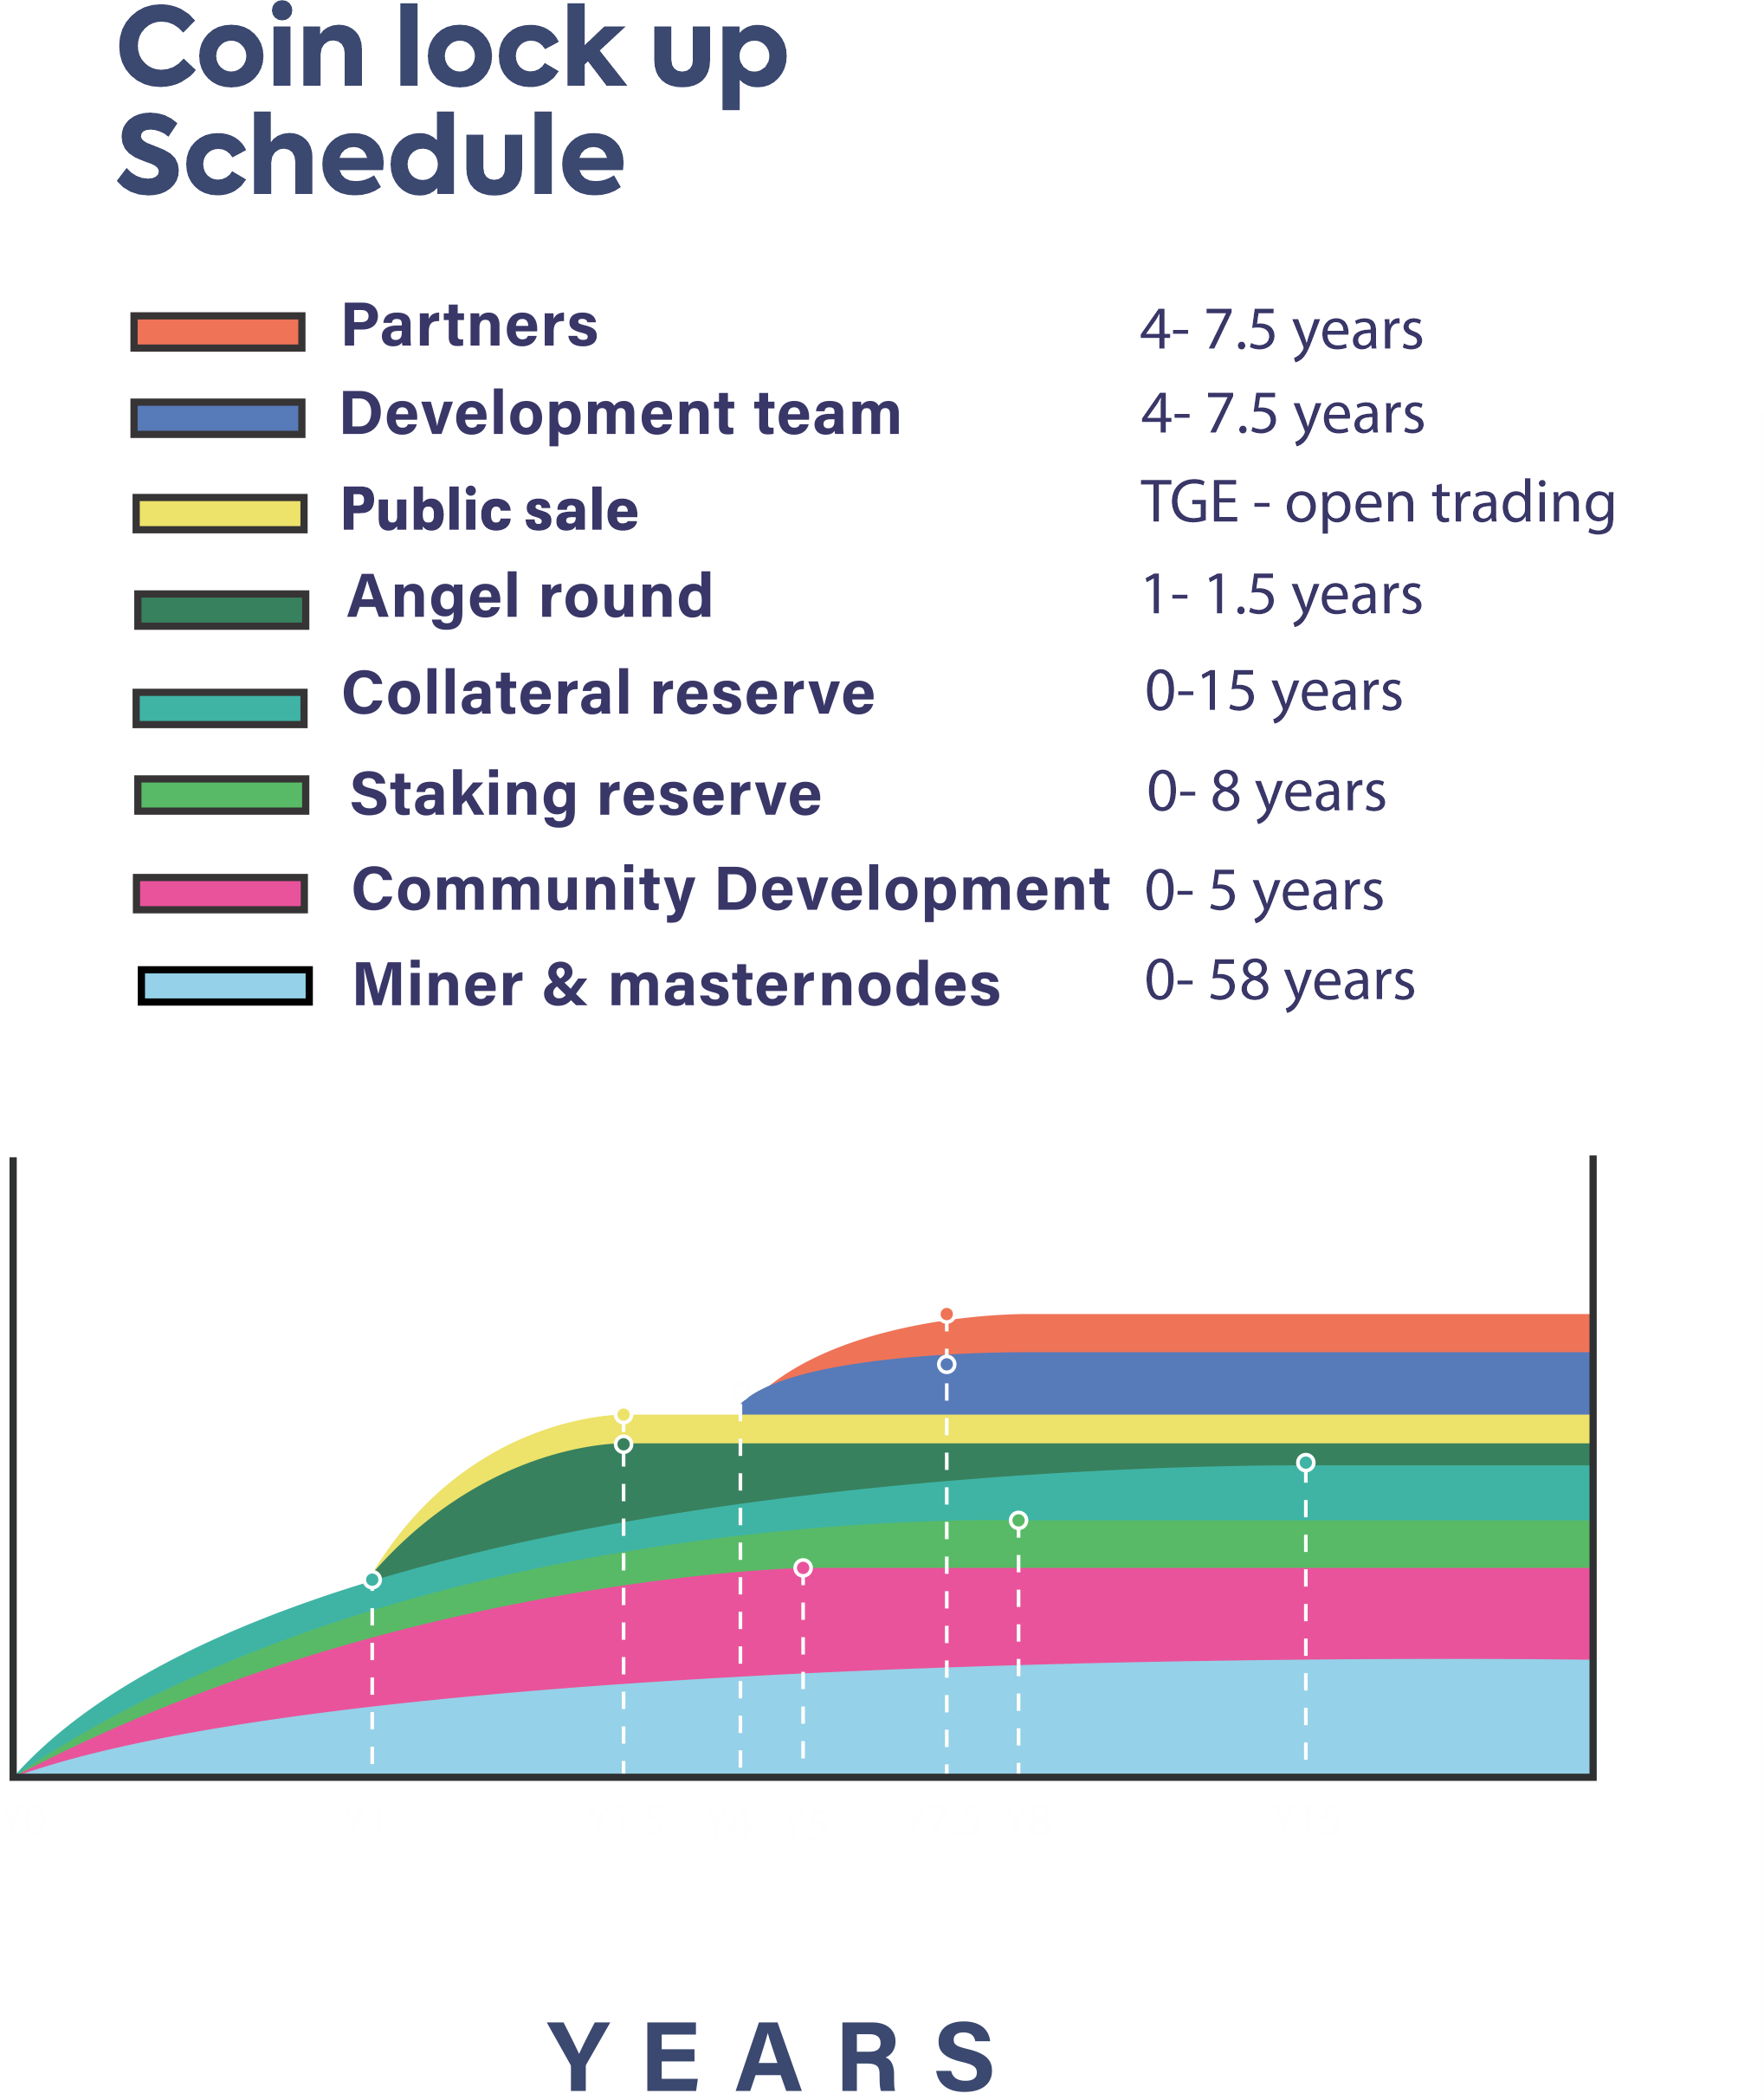 Coin lock up
Schedule
Partners 4- 7.5 years
Development team 4- 7.5 years
Public sale TGE - open trading
Angel round 1- 1.5 years
Collateral reserve 0-15 years
Staking reserve 0- 8 years
Community Development 0- 5 years
Miner & masternodes 0- 58 years
YEARS